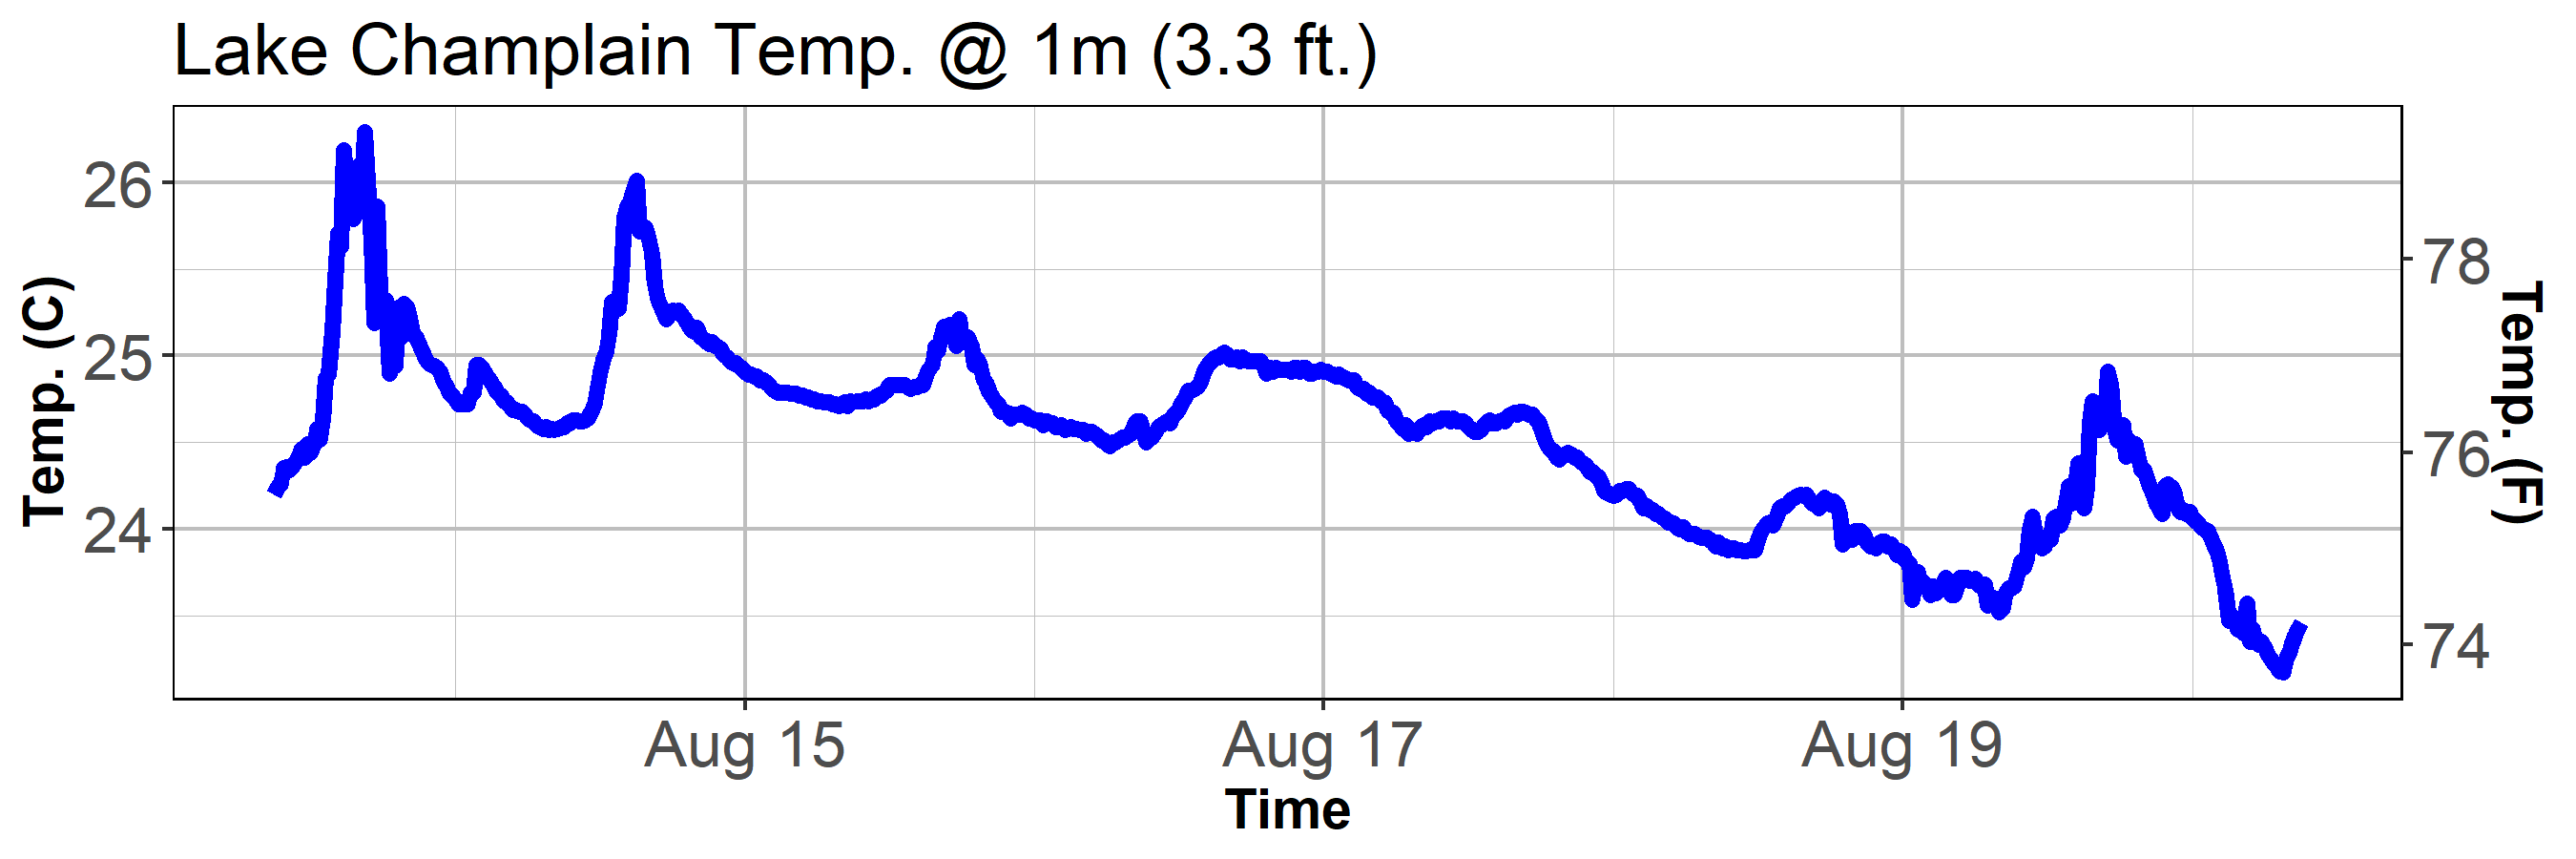 Lake Champlain Temp. @ 1m (3.3 ft.)
Temp. (C)
26
25
24
78
76
74
Temp. (F)
Aug 15 Aug 17 Aug 19
Time